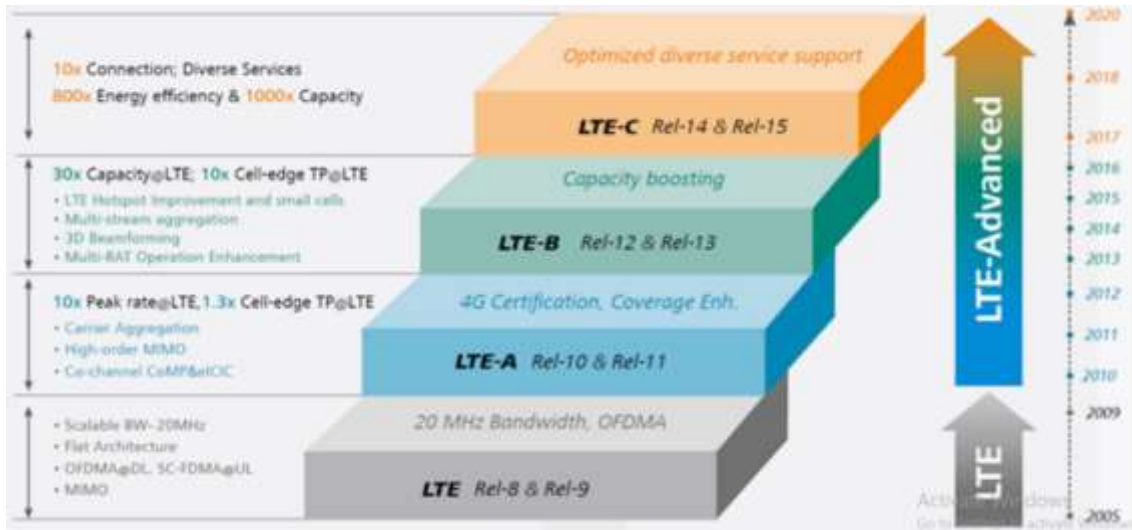 2020
Optimized diverse service support
10x Connection; Diverse Services
800x Energy efficiency & 1000x Capacity
2018
LTE-C Rel-14 & Rel-15
2017
30x Capacity@LTE; 10x Cell-edge TP@LTE
Capacity boosting
2016
• LTE Hotspot Improvement and small cells
• Multi-stream aggregation
• 3D Beamforming
• Multi-RAT Operation Enhancement
LTE-B Rel-12 & Rel-13
2015
2014
2013
10x Peak rate@LTE, 1.3x Cell-edge TP@LTE
4G Certification, Coverage Enh.
2012
• Carrier Aggregation
• High-order MIMO
• Co-channel CoMP&eICIC
LTE-A Rel-10 & Rel-11
2011
2010
LTE-Advanced
2009
• Scalable BW- 20MHz
• Flet Architecture
• OFDMA@DL, SC-FDMA@UL
• MIMO
20 MHz Bandwidth, OFDMA
LTE Rel-8 & Rel-9
LTE
2005